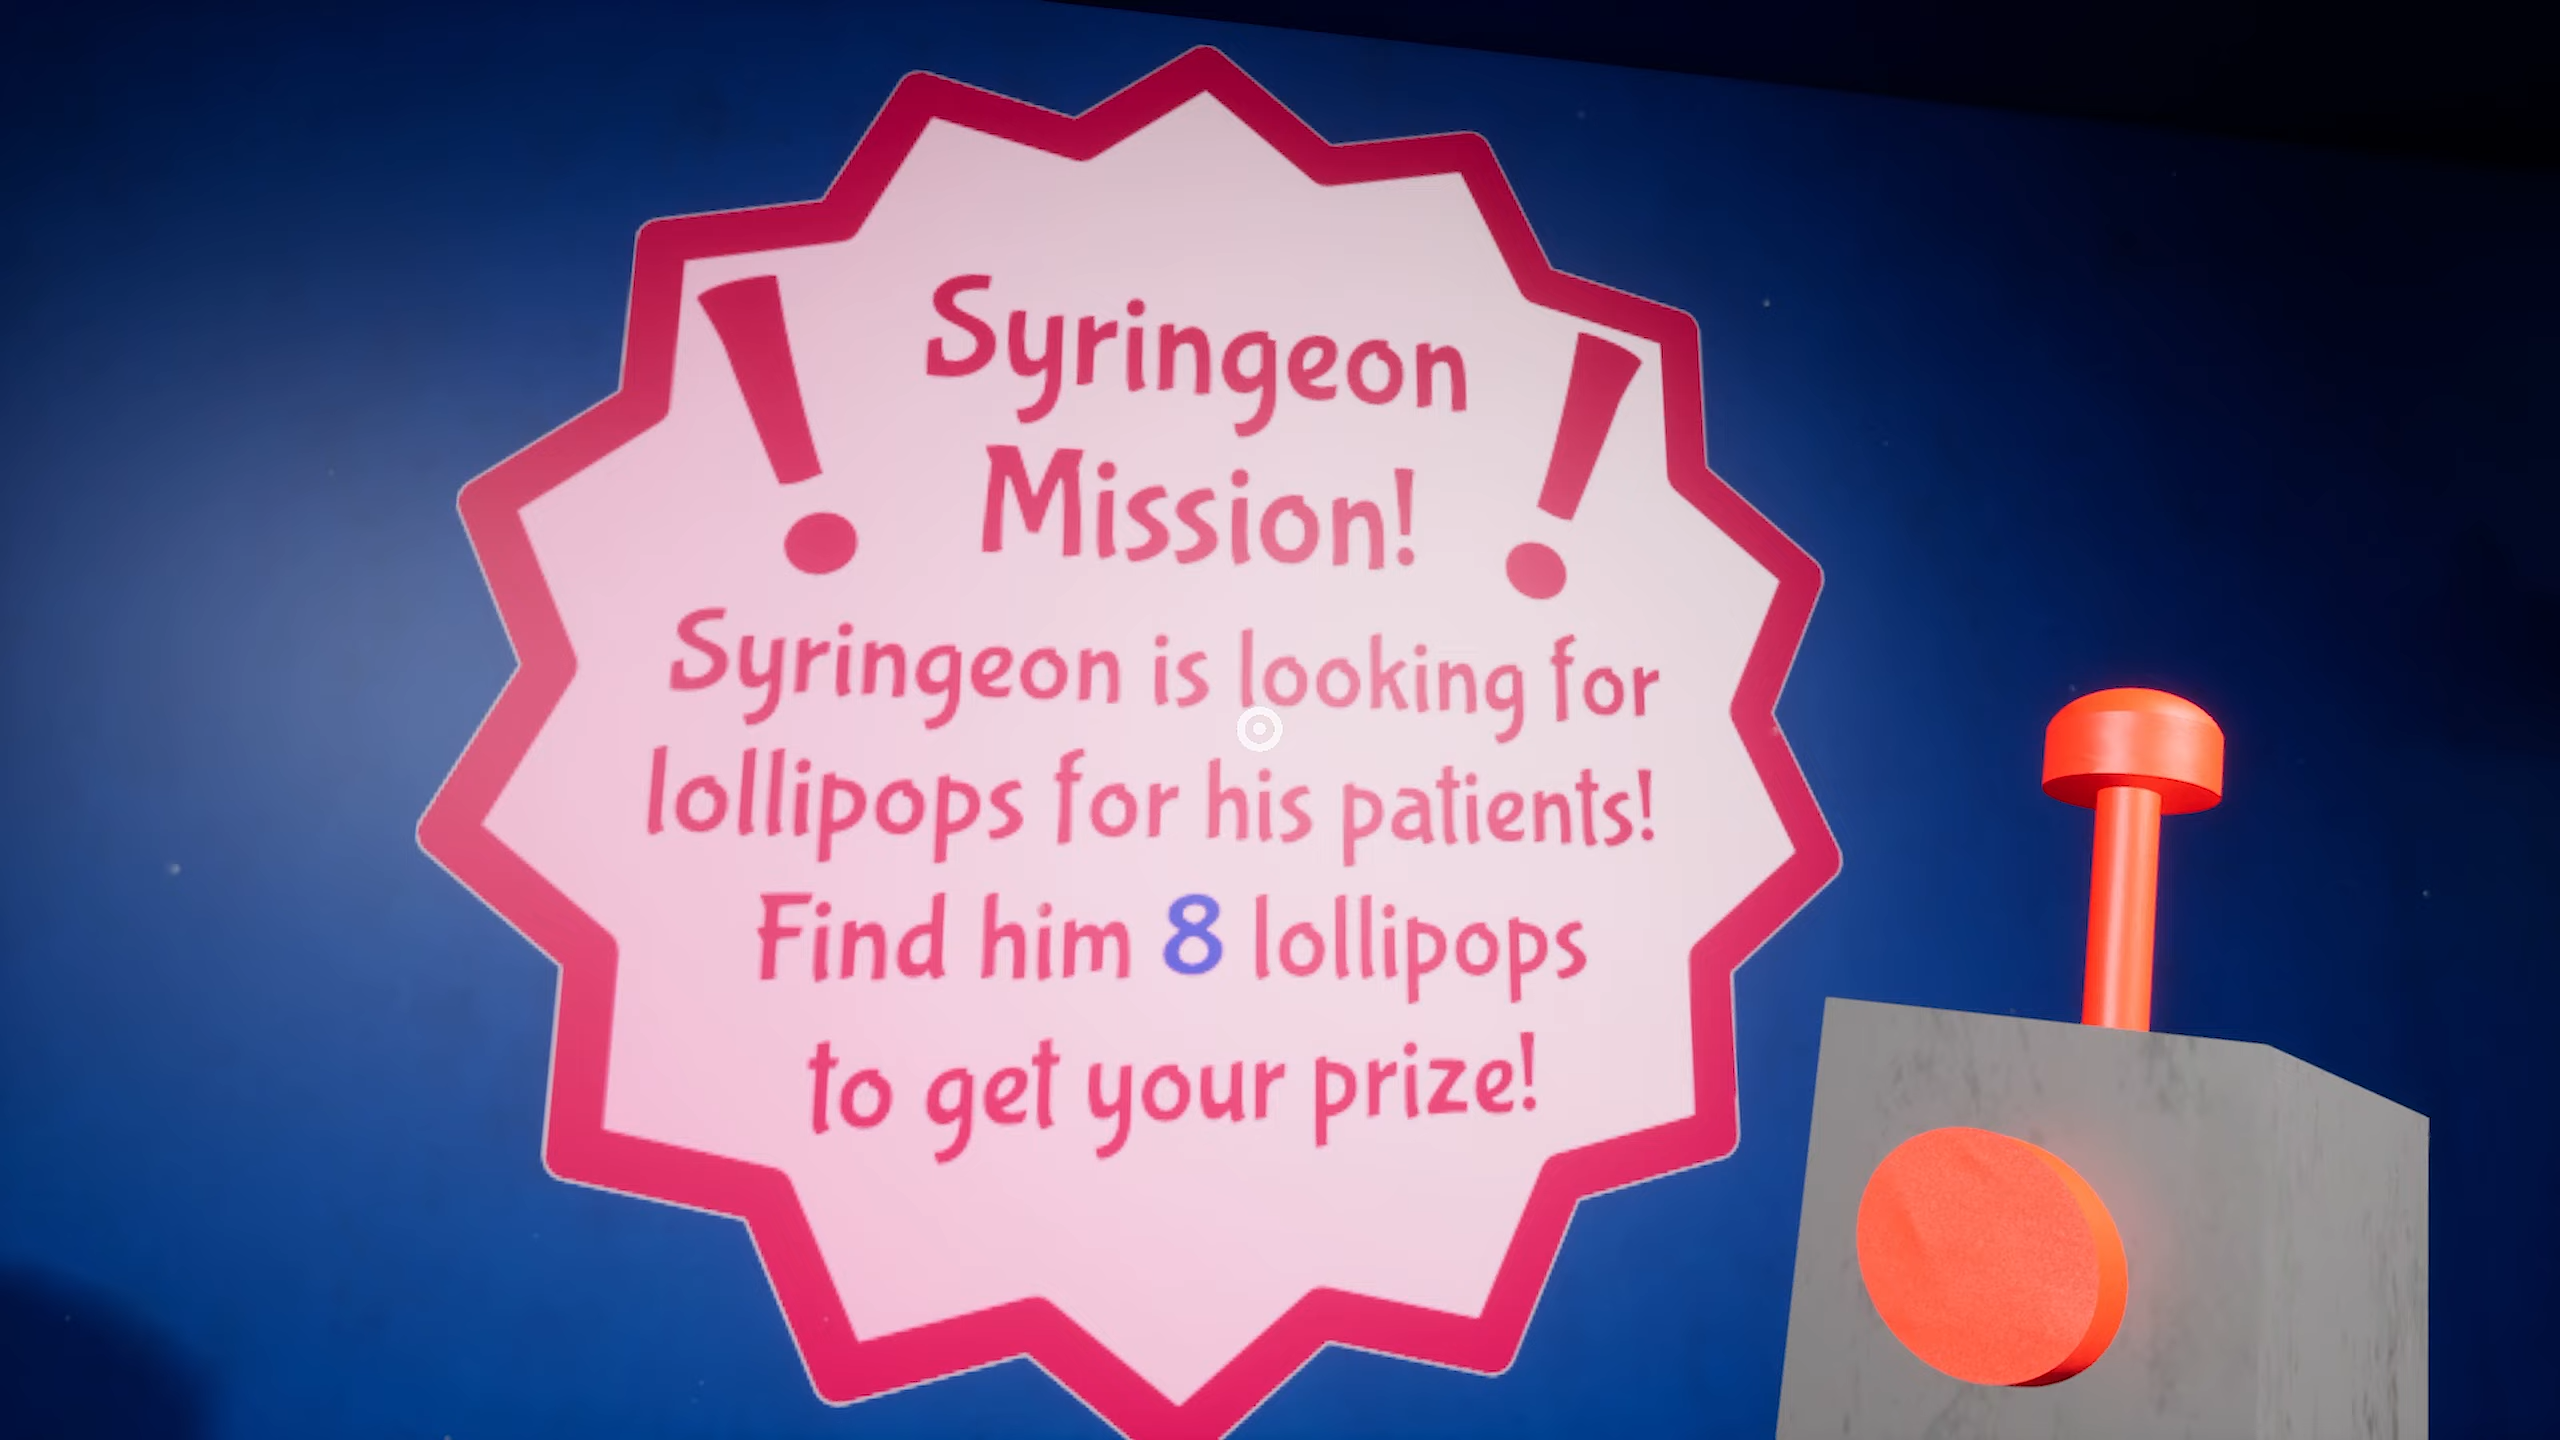 Syringeon
Mission!
Syringeon is looking for
lollipops for his patients!
Find him 8 lollipops
to get your prize!